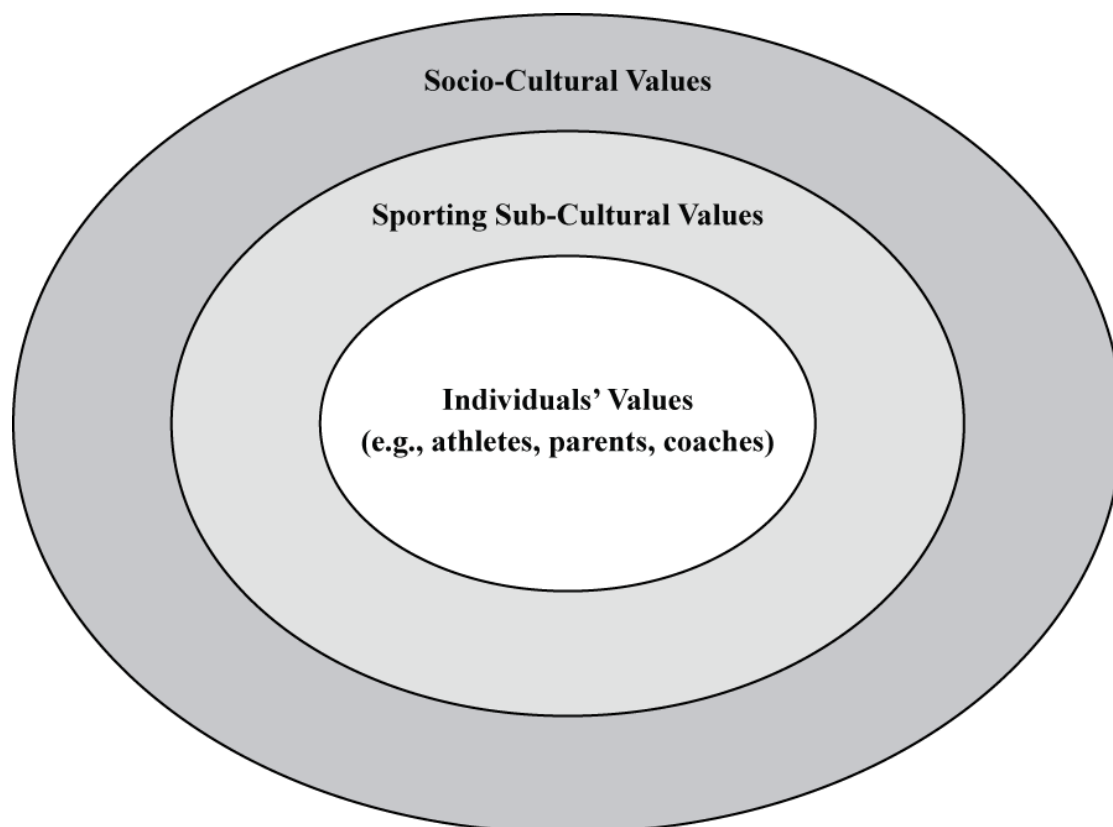 Socio-Cultural Values
Sporting Sub-Cultural Values
Individuals’ Values
(e.g., athletes, parents, coaches)